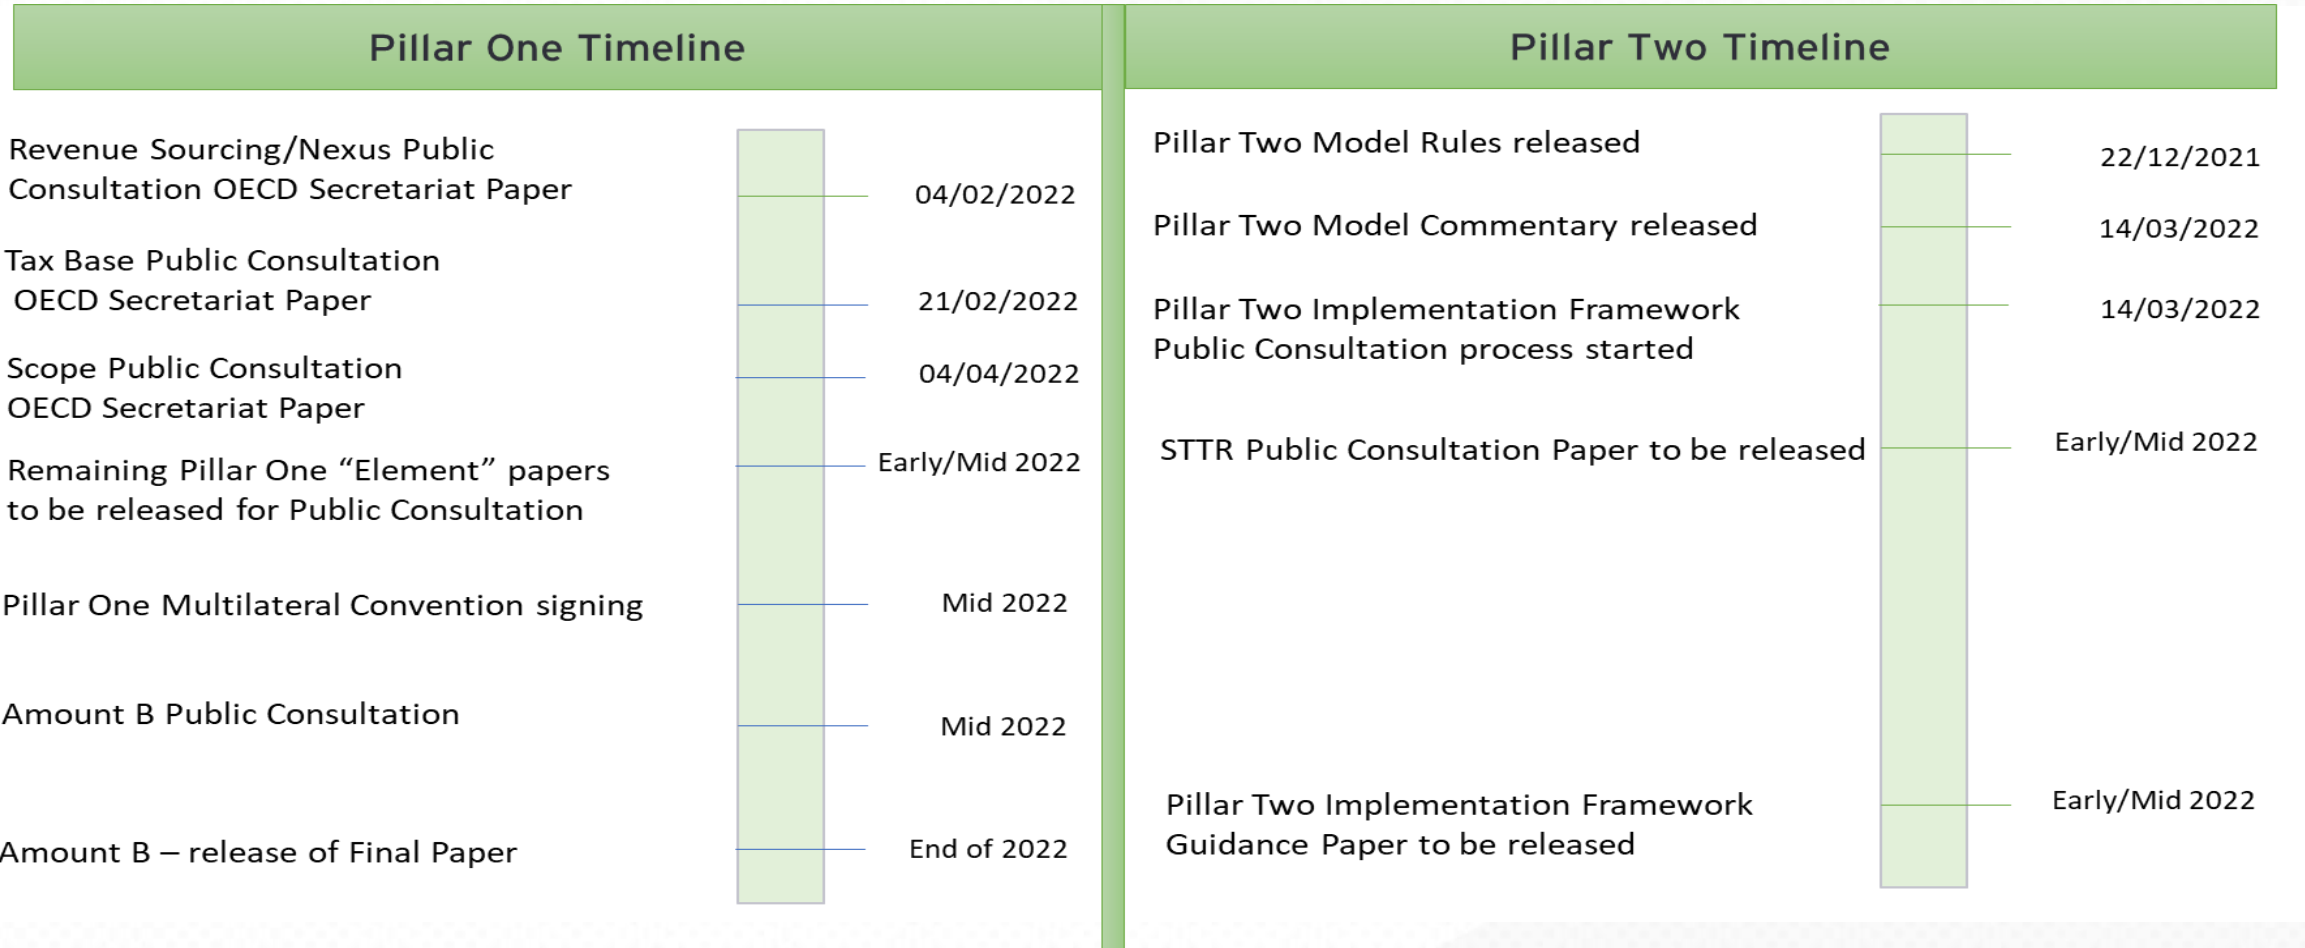 Pillar One Timeline
Revenue Sourcing/Nexus Public
Consultation OECD Secretariat Paper
04/02/2022
Tax Base Public Consultation
OECD Secretariat Paper
21/02/2022
Scope Public Consultation
OECD Secretariat Paper
04/04/2022
Remaining Pillar One “Element” papers
to be released for Public Consultation
Early/Mid 2022
Pillar One Multilateral Convention signing
Mid 2022
Amount B Public Consultation
Mid 2022
Amount B – release of Final Paper
End of 2022
Pillar Two Timeline
Pillar Two Model Rules released
22/12/2021
Pillar Two Model Commentary released
14/03/2022
Pillar Two Implementation Framework
Public Consultation process started
14/03/2022
STTR Public Consultation Paper to be released
Early/Mid 2022
Pillar Two Implementation Framework
Guidance Paper to be released
Early/Mid 2022